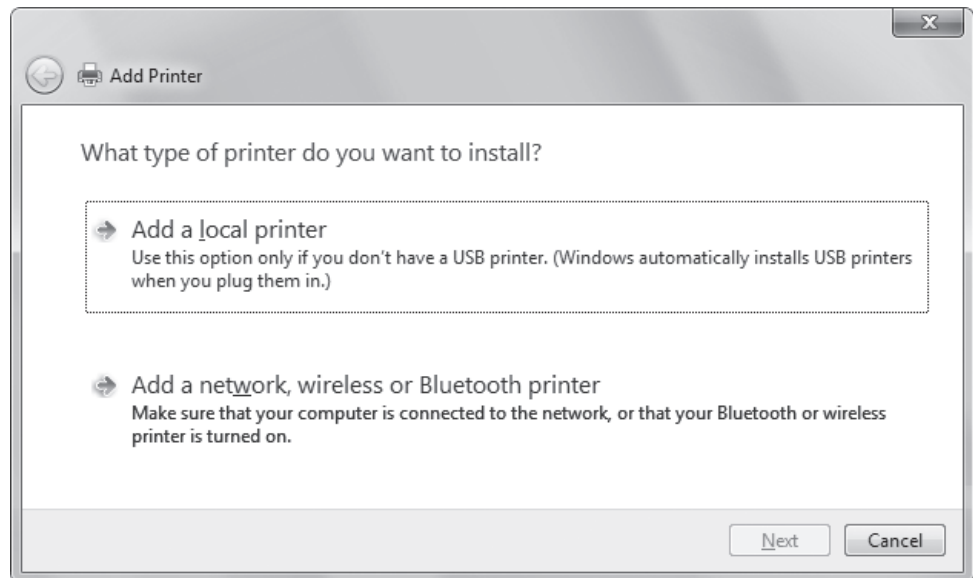 Add Printer
What type of printer do you want to install?
Add a local printer
Use this option only if you don't have a USB printer. (Windows automatically installs USB printers
when you plug them in.)
Add a network, wireless or Bluetooth printer
Make sure that your computer is connected to the network, or that your Bluetooth or wireless
printer is turned on.
Next
Cancel